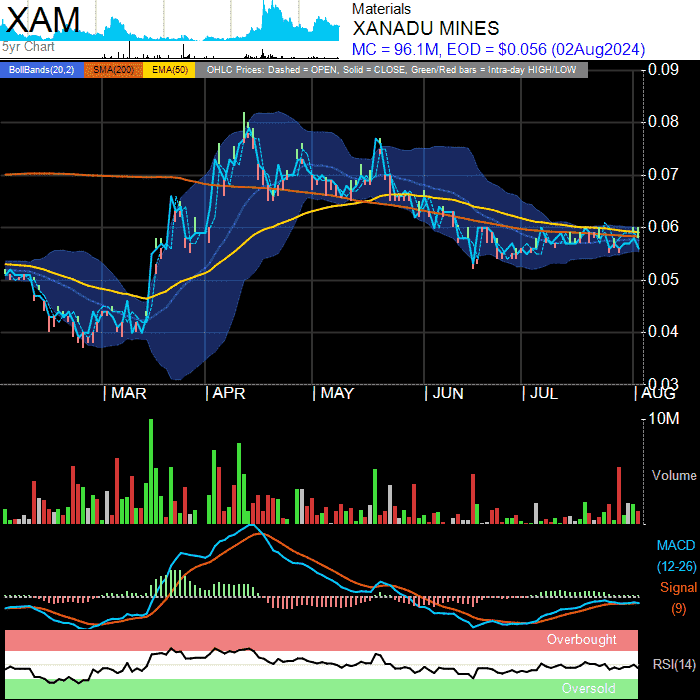 XAM
5yr Chart
Materials
XANADU MINES
MC = 96.1M, EOD = $0.056 (02Aug2024)
BollBands(20,2) SMA(200) EMA(50) OHLC Prices: Dashed = OPEN, Solid = CLOSE, Green/Red bars = Intra-day HIGH/LOW
0.09
0.08
0.07
0.06
0.05
0.04
0.03
MAR APR MAY JUN JUL AUG
10M
Volume
MACD
(12-26)
Signal
(9)
Overbought
RSI(14)
Oversold